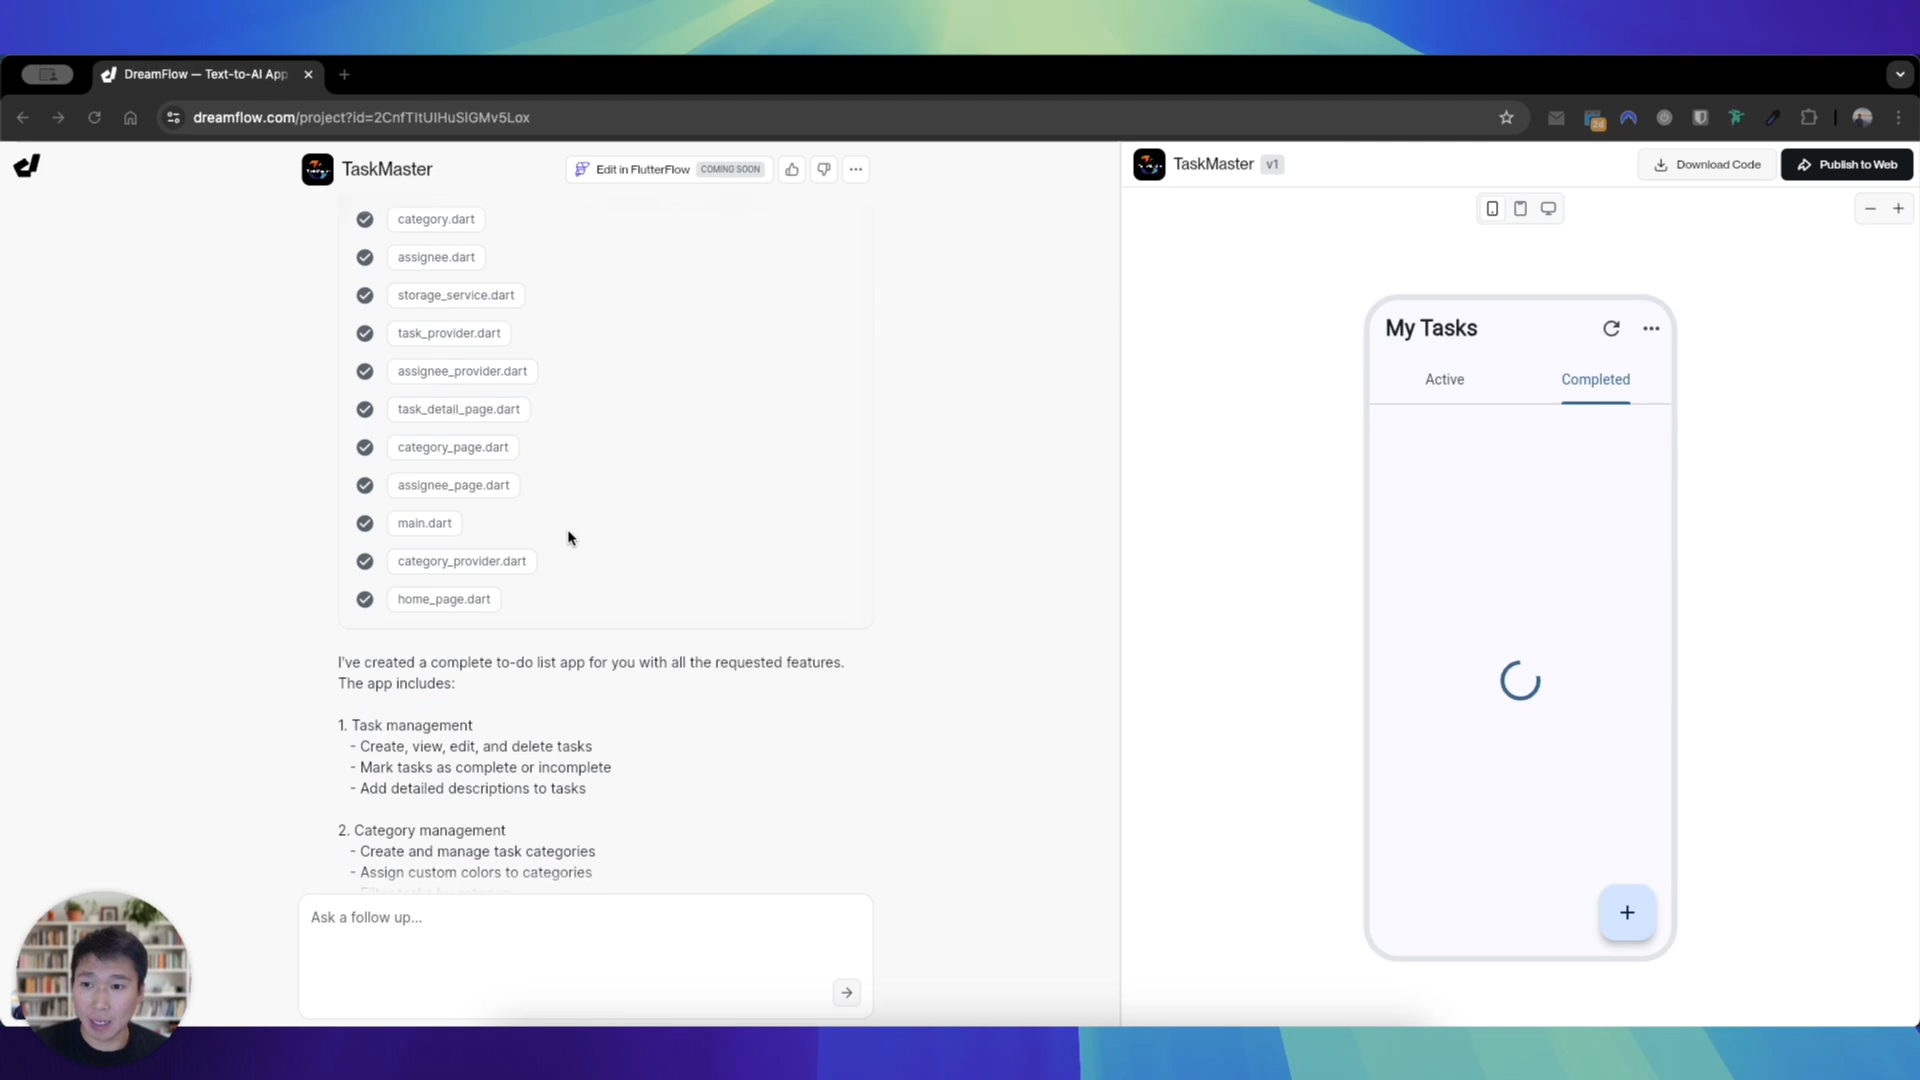 DreamFlow — Text-to-AI App
dreamflow.com/project?id=2CnfTItUIHuSlGMv5Lox
TaskMaster
Edit in FlutterFlow COMING SOON
category.dart
assignee.dart
storage_service.dart
task_provider.dart
assignee_provider.dart
task_detail_page.dart
category_page.dart
assignee_page.dart
main.dart
category_provider.dart
home_page.dart
I've created a complete to-do list app for you with all the requested features.
The app includes:
1. Task management
- Create, view, edit, and delete tasks
- Mark tasks as complete or incomplete
- Add detailed descriptions to tasks
2. Category management
- Create and manage task categories
- Assign custom colors to categories
Ask a follow up...
TaskMaster v1
Download Code
Publish to Web
My Tasks
Active
Completed